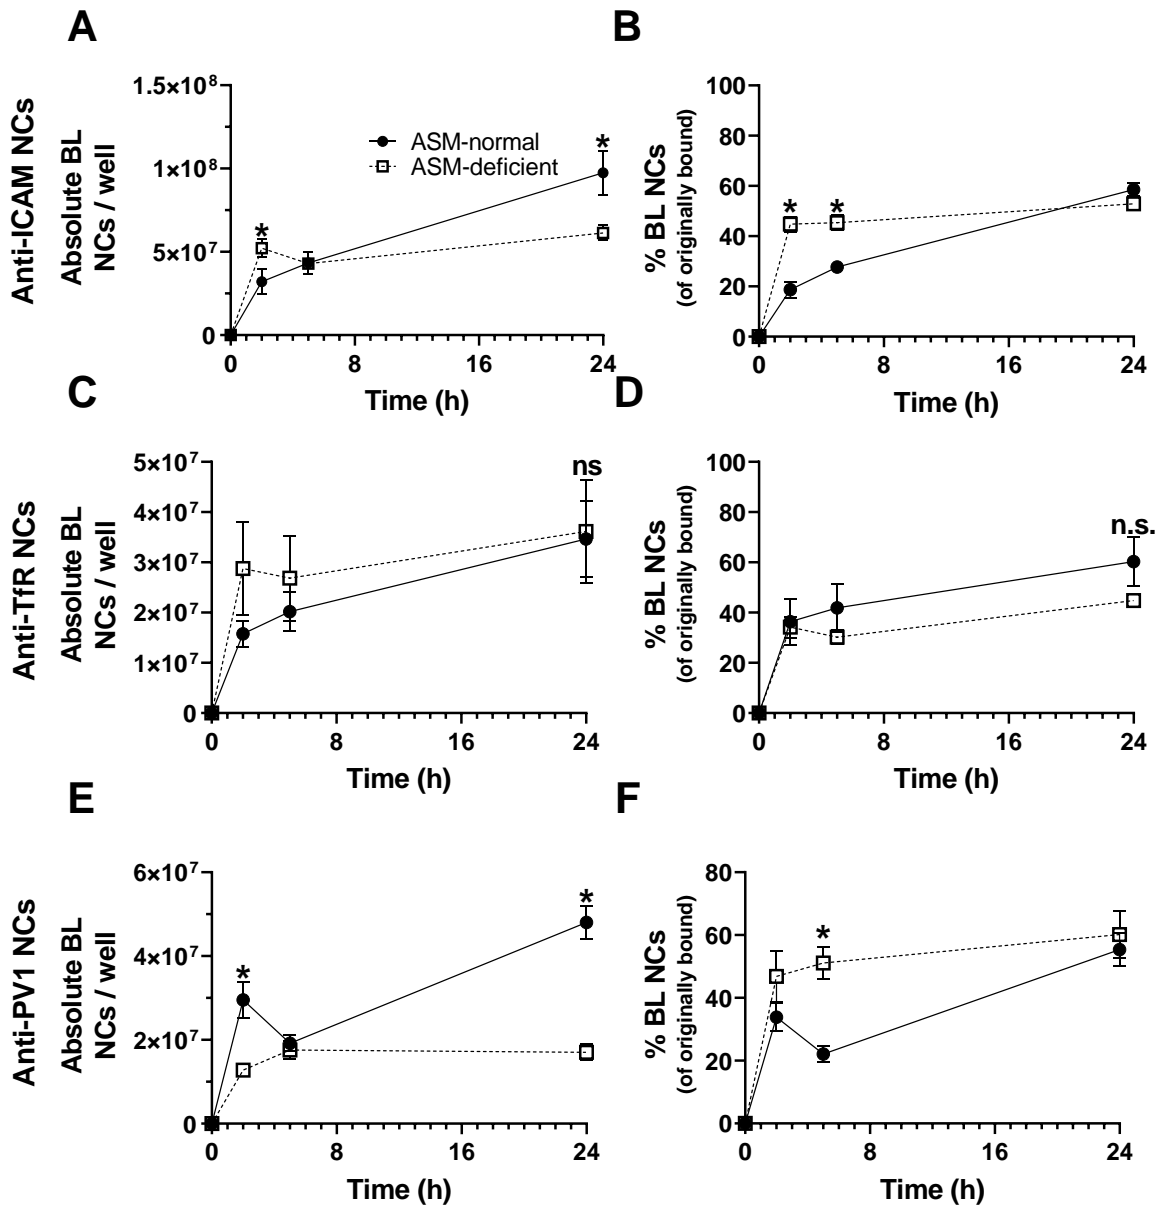 A
Anti-ICAM NCs
Absolute BL
NCs / well
1.5×10⁸
1×10⁸
5×10⁷
0
ASM-normal
ASM-deficient
*
*
0 8 16 24
Time (h)
B
% BL NCs
(of originally bound)
100
80
60
40
20
0
* *
0 8 16 24
Time (h)
C
Anti-TfR NCs
Absolute BL
NCs / well
5×10⁷
4×10⁷
3×10⁷
2×10⁷
1×10⁷
0
ns
0 8 16 24
Time (h)
D
% BL NCs
(of originally bound)
100
80
60
40
20
0
n.s.
0 8 16 24
Time (h)
E
Anti-PV1 NCs
Absolute BL
NCs / well
6×10⁷
4×10⁷
2×10⁷
0
*
*
0 8 16 24
Time (h)
F
% BL NCs
(of originally bound)
80
60
40
20
0
*
0 8 16 24
Time (h)